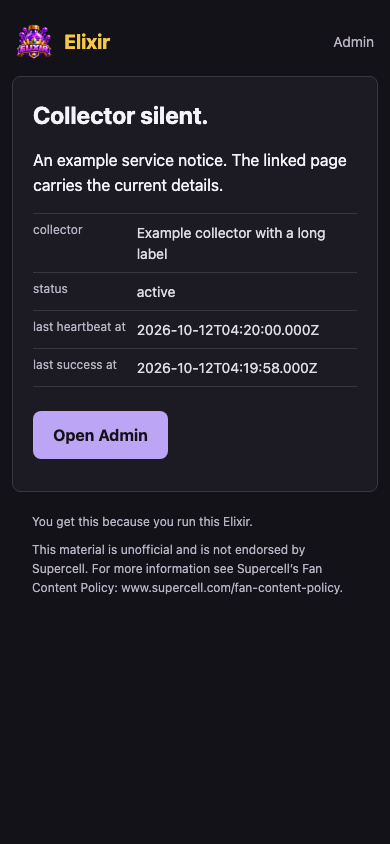 ELIXIR
Elixir
Admin
Collector silent.
An example service notice. The linked page
carries the current details.
collector
Example collector with a long
label
status
active
last heartbeat at
2026-10-12T04:20:00.000Z
last success at
2026-10-12T04:19:58.000Z
Open Admin
You get this because you run this Elixir.
This material is unofficial and is not endorsed by
Supercell. For more information see Supercell's Fan
Content Policy: www.supercell.com/fan-content-policy.